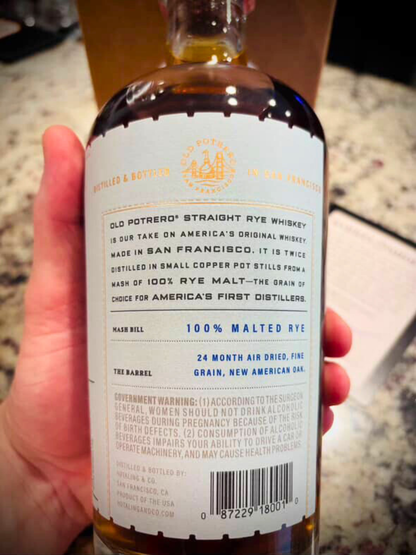 OLD POTRERO
DISTILLED & BOTTLED IN SAN FRANCISCO
SAN FRANCISCO
OLD POTRERO® STRAIGHT RYE WHISKEY
IS OUR TAKE ON AMERICA'S ORIGINAL WHISKEY
MADE IN SAN FRANCISCO. IT IS TWICE
DISTILLED IN SMALL COPPER POT STILLS FROM A
MASH OF 100% RYE MALT—THE GRAIN OF
CHOICE FOR AMERICA'S FIRST DISTILLERS.
MASH BILL 100% MALTED RYE
24 MONTH AIR DRIED, FINE
THE BARREL GRAIN, NEW AMERICAN OAK.
GOVERNMENT WARNING: (1) ACCORDING TO THE SURGEON
GENERAL, WOMEN SHOULD NOT DRINK ALCOHOLIC
BEVERAGES DURING PREGNANCY BECAUSE OF THE RISK
OF BIRTH DEFECTS. (2) CONSUMPTION OF ALCOHOLIC
BEVERAGES IMPAIRS YOUR ABILITY TO DRIVE A CAR OR
OPERATE MACHINERY, AND MAY CAUSE HEALTH PROBLEMS.
DISTILLED & BOTTLED BY:
HOTALING & CO.
SAN FRANCISCO, CA
PRODUCT OF THE USA
HOTALINGANDCO.COM
0 87229 18001 0